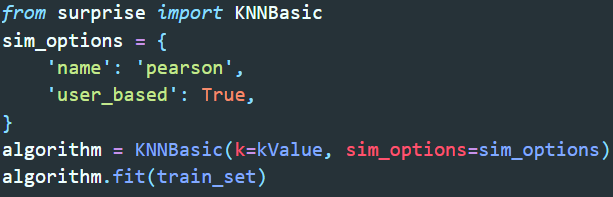 from surprise import KNNBasic
sim_options = {
    'name': 'pearson',
    'user_based': True,
}
algorithm = KNNBasic(k=kValue, sim_options=sim_options)
algorithm.fit(train_set)